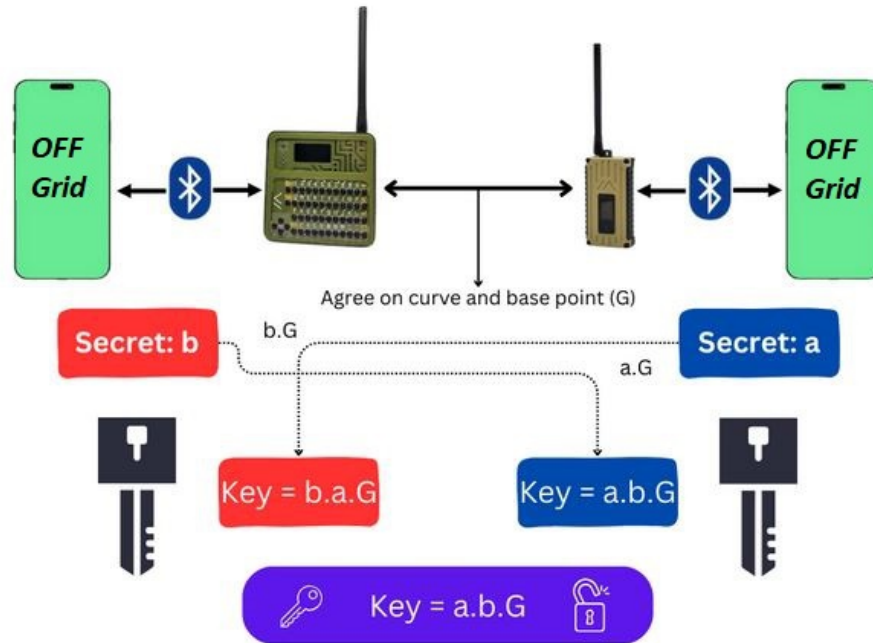 OFF
Grid
OFF
Grid
Agree on curve and base point (G)
Secret: b
b.G
Secret: a
a.G
Key = b.a.G
Key = a.b.G
Key = a.b.G